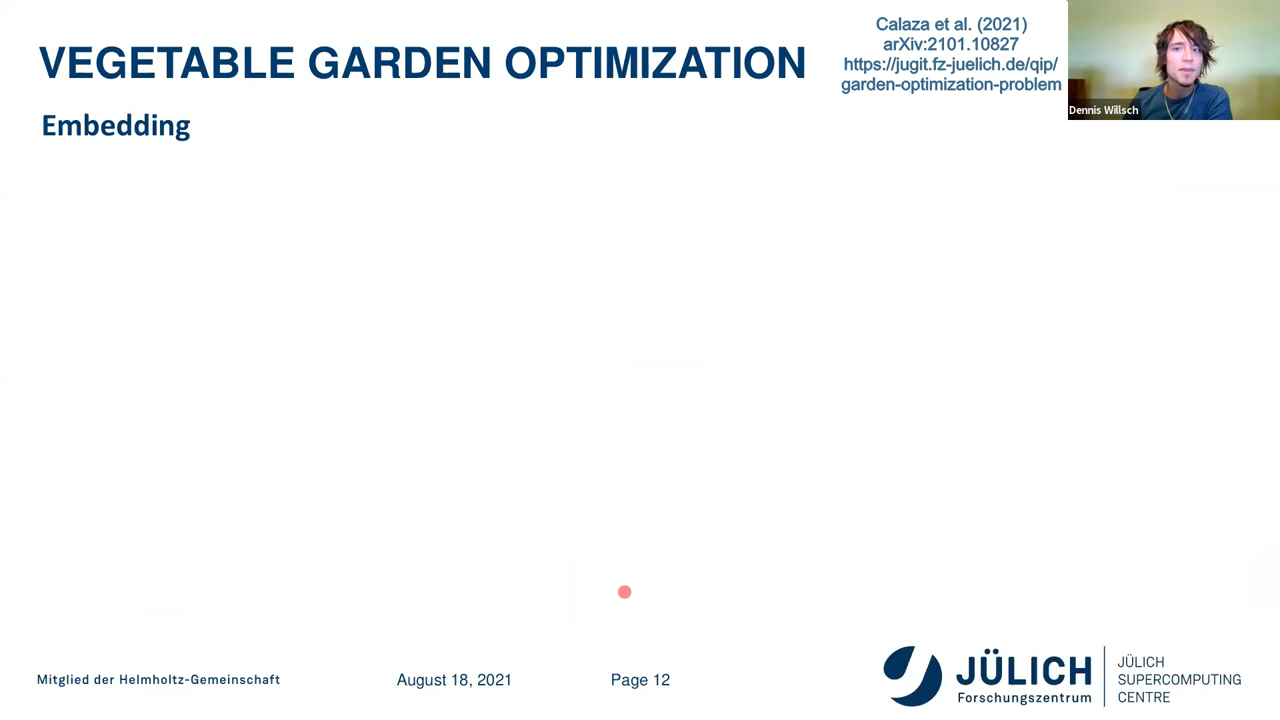 VEGETABLE GARDEN OPTIMIZATION
Calaza et al. (2021)
arXiv:2101.10827
https://jugit.fz-juelich.de/qip/
garden-optimization-problem
Dennis Willsch
Embedding
Mitglied der Helmholtz-Gemeinschaft
August 18, 2021
Page 12
JÜLICH
Forschungszentrum
JÜLICH
SUPERCOMPUTING
CENTRE